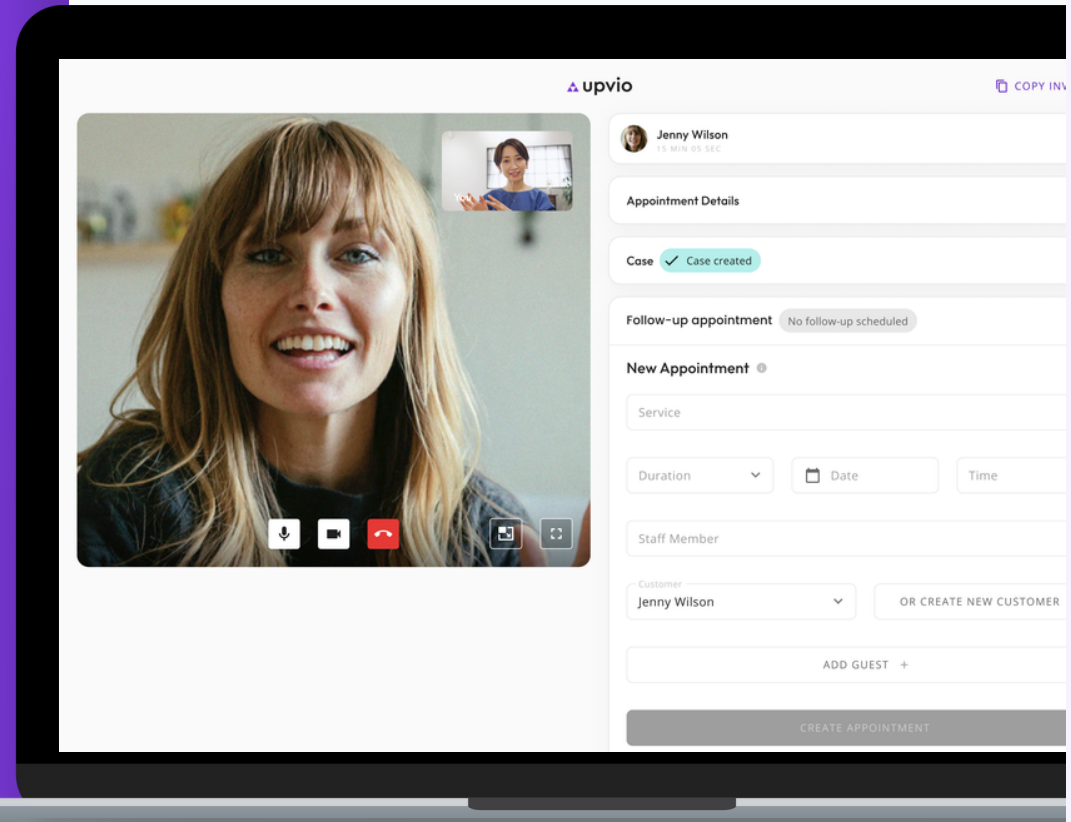 upvio
COPY INV
Jenny Wilson
15 MIN 05 SEC
You
Appointment Details
Case
Case created
Follow-up appointment
No follow-up scheduled
New Appointment
Service
Duration
Date
Time
Staff Member
Customer
Jenny Wilson
OR CREATE NEW CUSTOMER
ADD GUEST +
CREATE APPOINTMENT